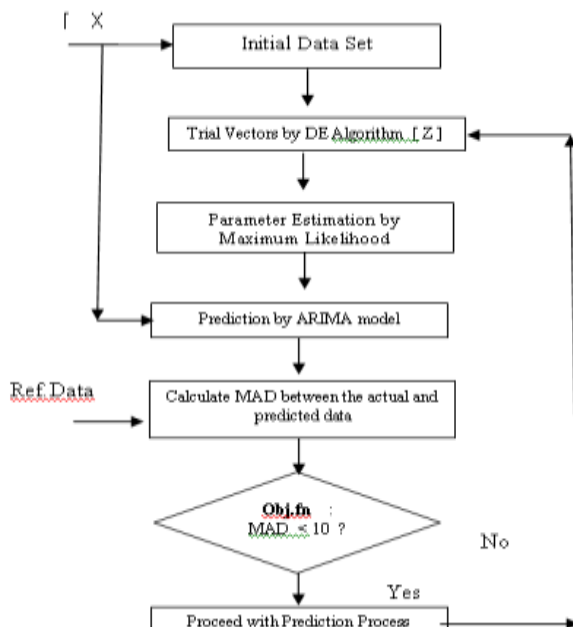 [ X
Initial Data Set
Trial Vectors by DE Algorithm [ Z ]
Parameter Estimation by
Maximum Likelihood
Prediction by ARIMA model
Ref.Data
Calculate MAD between the actual and
predicted data
Obj.fn :
MAD < 10 ?
No
Yes
Proceed with Prediction Process